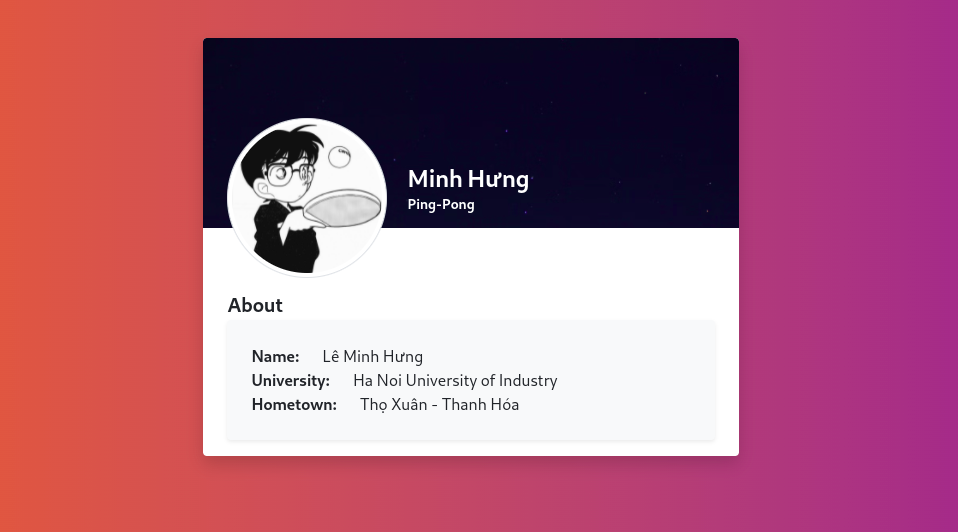 Minh Hưng
Ping-Pong
About
Name: Lê Minh Hưng
University: Ha Noi University of Industry
Hometown: Thọ Xuân - Thanh Hóa